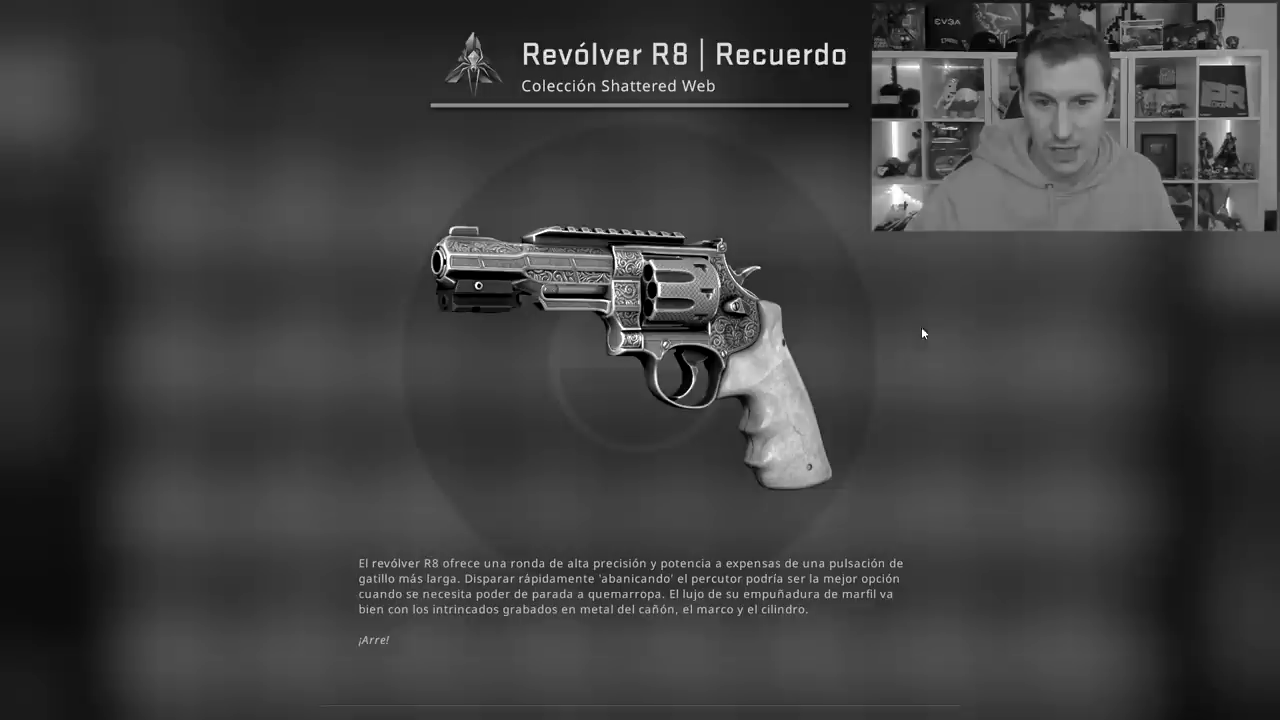 Revólver R8 | Recuerdo
Colección Shattered Web
EVGA
El revólver R8 ofrece una ronda de alta precisión y potencia a expensas de una pulsación de
gatillo más larga. Disparar rápidamente 'abanicando' el percutor podría ser la mejor opción
cuando se necesita poder de parada a quemarropa. El lujo de su empuñadura de marfil va
bien con los intrincados grabados en metal del cañón, el marco y el cilindro.
¡Arre!